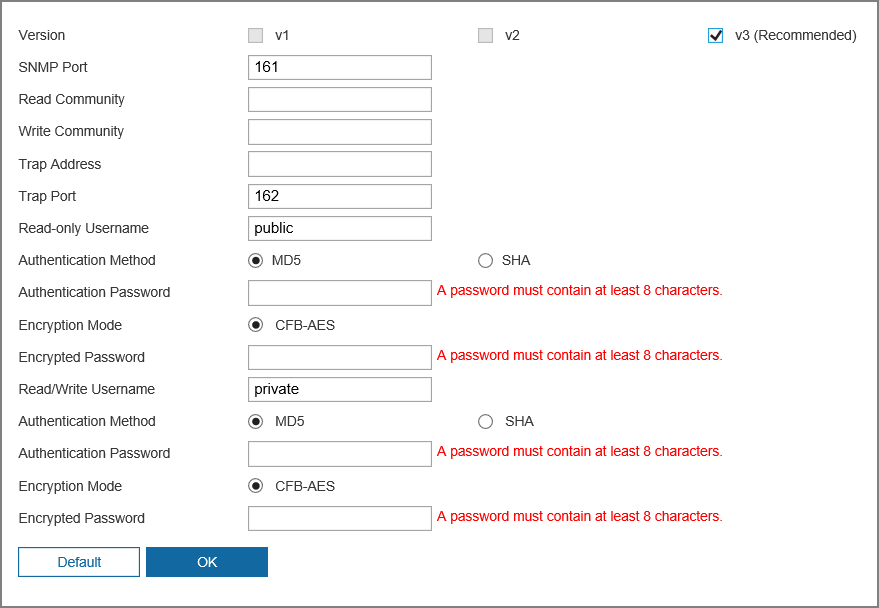 Version v1 v2 v3 (Recommended)
SNMP Port 161
Read Community
Write Community
Trap Address
Trap Port 162
Read-only Username public
Authentication Method MD5 SHA
Authentication Password A password must contain at least 8 characters.
Encryption Mode CFB-AES
Encrypted Password A password must contain at least 8 characters.
Read/Write Username private
Authentication Method MD5 SHA
Authentication Password A password must contain at least 8 characters.
Encryption Mode CFB-AES
Encrypted Password A password must contain at least 8 characters.
Default OK